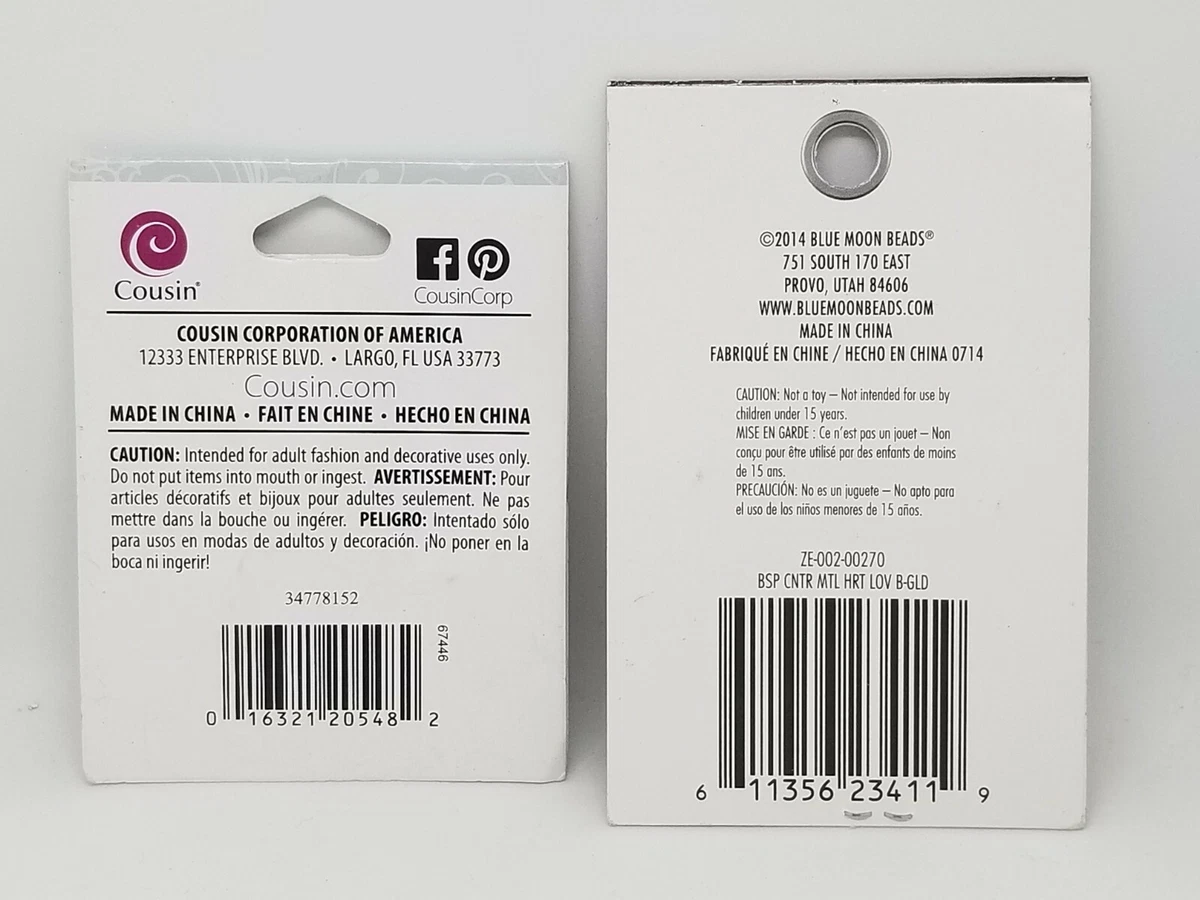 Cousin®
CousinCorp
COUSIN CORPORATION OF AMERICA
12333 ENTERPRISE BLVD. • LARGO, FL USA 33773
Cousin.com
MADE IN CHINA • FAIT EN CHINE • HECHO EN CHINA
CAUTION: Intended for adult fashion and decorative uses only.
Do not put items into mouth or ingest. AVERTISSEMENT: Pour
articles décoratifs et bijoux pour adultes seulement. Ne pas
mettre dans la bouche ou ingérer. PELIGRO: Intentado sólo
para usos en modas de adultos y decoración. ¡No poner en la
boca ni ingerir!
34778152
67446
0 16321 20548 2
©2014 BLUE MOON BEADS®
751 SOUTH 170 EAST
PROVO, UTAH 84606
WWW.BLUEMOONBEADS.COM
MADE IN CHINA
FABRIQUÉ EN CHINE / HECHO EN CHINA 0714
CAUTION: Not a toy – Not intended for use by
children under 15 years.
MISE EN GARDE : Ce n'est pas un jouet – Non
conçu pour être utilisé par des enfants de moins
de 15 ans.
PRECAUCIÓN: No es un juguete – No apto para
el uso de los niños menores de 15 años.
ZE-002-00270
BSP CNTR MTL HRT LOV B-GLD
6 11356 23411 9